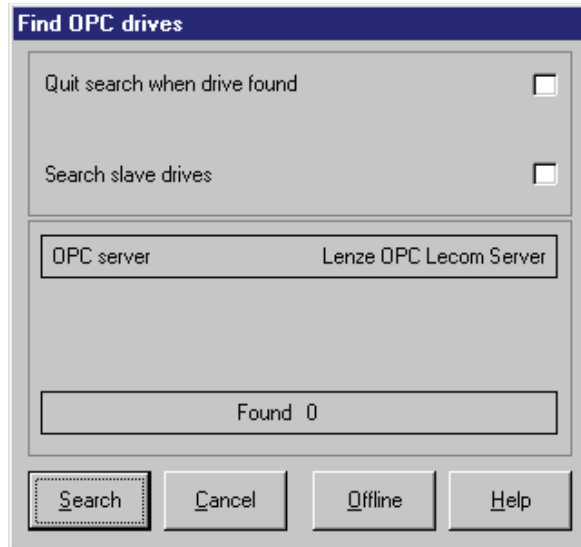 Find OPC drives
Quit search when drive found
Search slave drives
OPC server Lenze OPC Lecom Server
Found 0
Search Cancel Offline Help